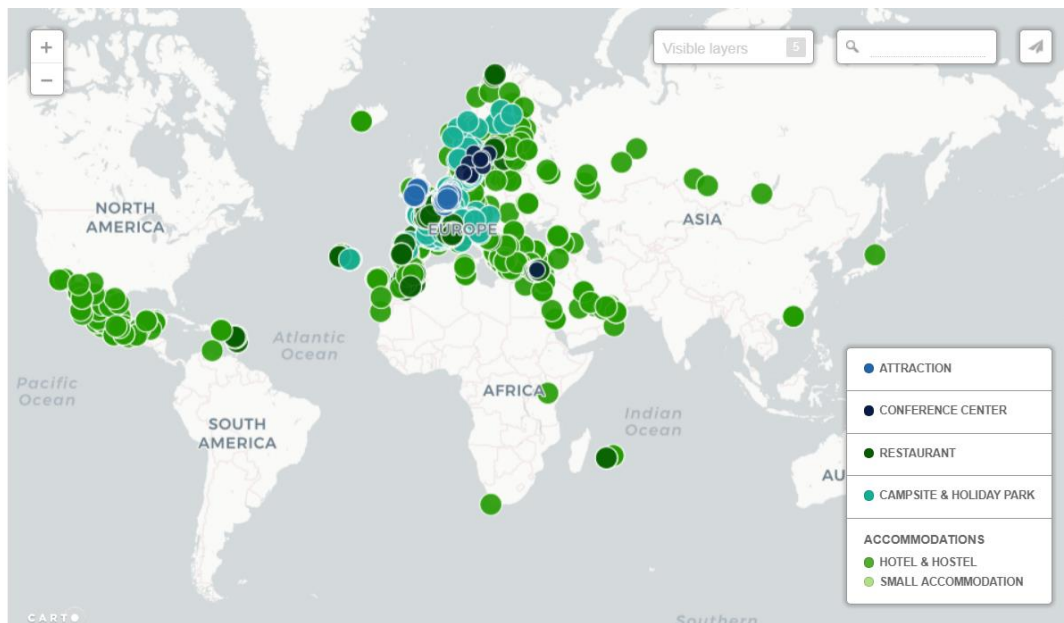 +
−
Visible layers 5
NORTH
AMERICA
ASIA
EUROPE
Atlantic
Ocean
Pacific
Ocean
AFRICA
Indian
Ocean
SOUTH
AMERICA
AU
ATTRACTION
CONFERENCE CENTER
RESTAURANT
CAMPSITE & HOLIDAY PARK
ACCOMMODATIONS
HOTEL & HOSTEL
SMALL ACCOMMODATION
CARTO
Southern